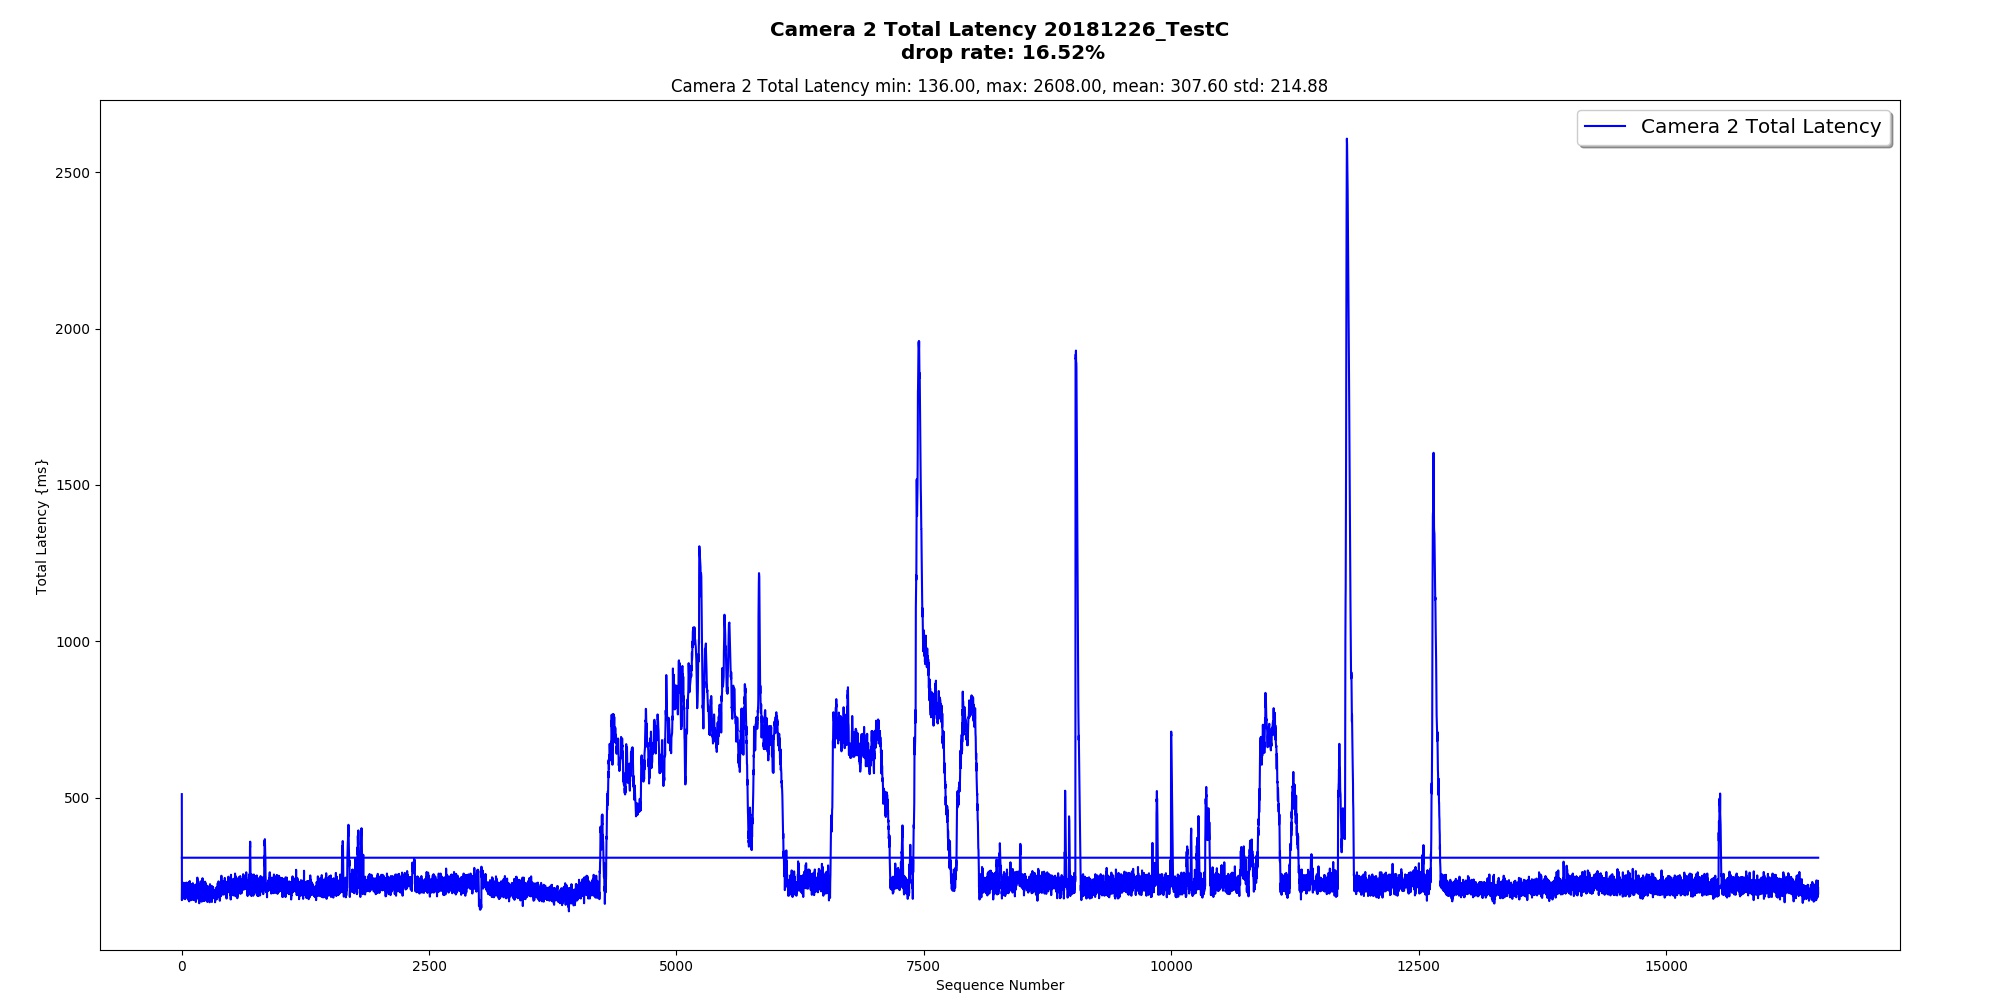 Camera 2 Total Latency 20181226_TestC
drop rate: 16.52%
Camera 2 Total Latency min: 136.00, max: 2608.00, mean: 307.60 std: 214.88
Camera 2 Total Latency
2500
2000
1500
1000
500
Total Latency {ms}
0
2500
5000
7500
10000
12500
15000
Sequence Number